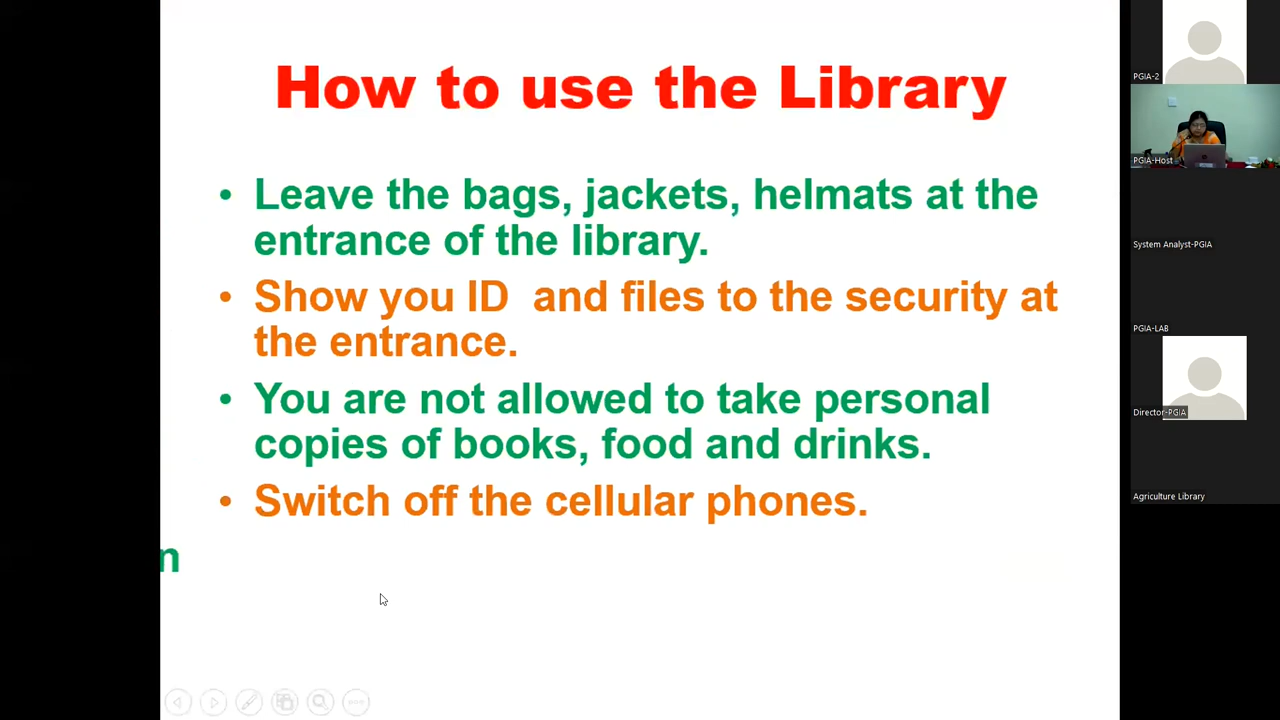 How to use the Library
• Leave the bags, jackets, helmats at the
entrance of the library.
• Show you ID and files to the security at
the entrance.
• You are not allowed to take personal
copies of books, food and drinks.
• Switch off the cellular phones.
n
PGIA-2
PGIA-Host
System Analyst-PGIA
PGIA-LAB
Director-PGIA
Agriculture Library